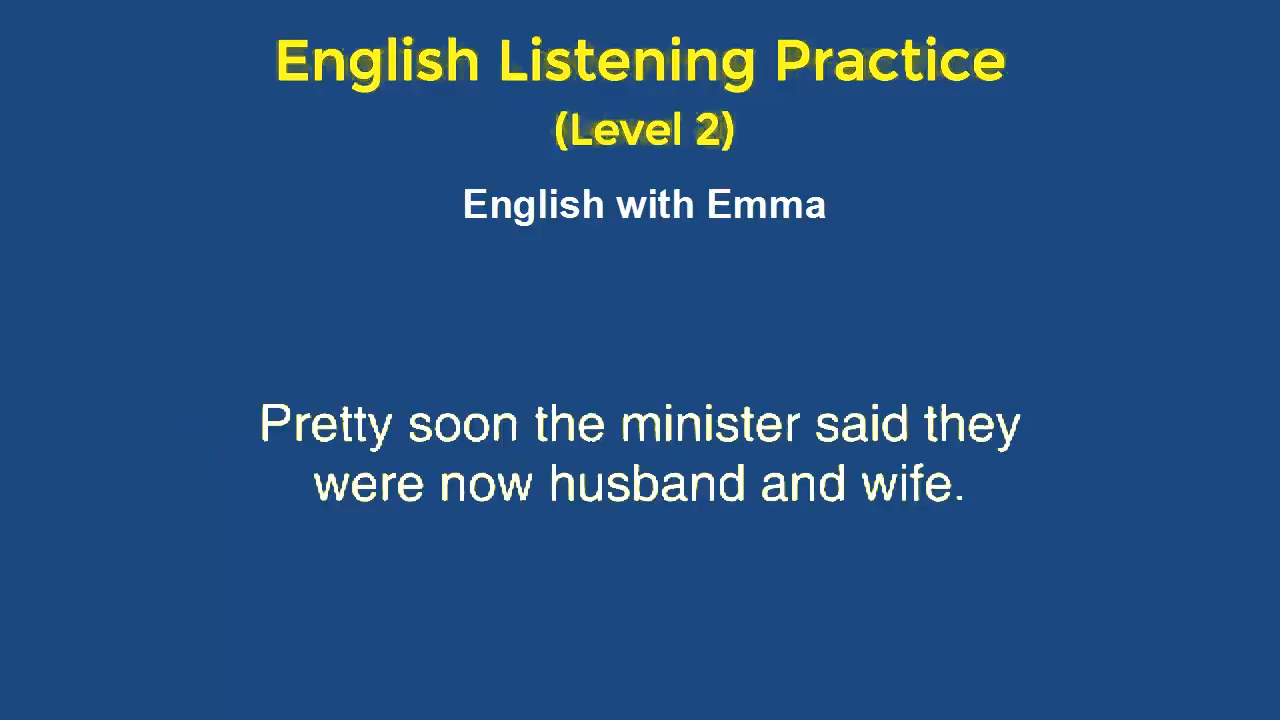 English Listening Practice
(Level 2)
English with Emma
Pretty soon the minister said they
were now husband and wife.